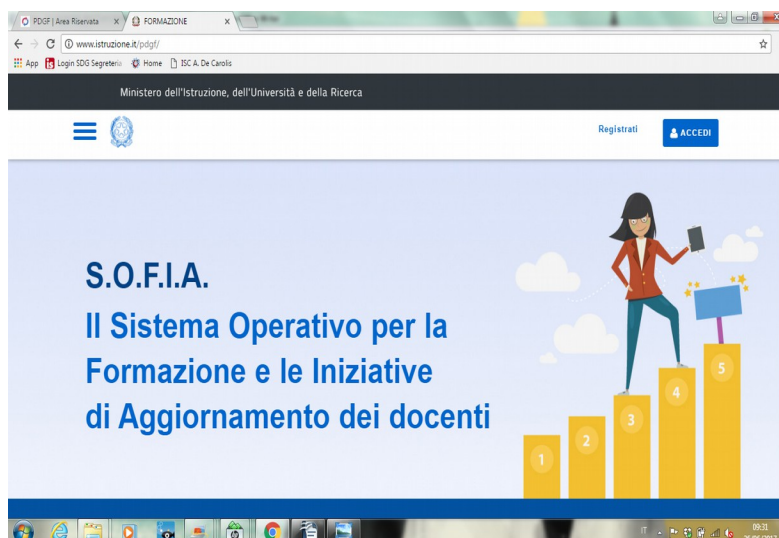 PDGF | Area Riservata
FORMAZIONE
www.istruzione.it/pdgf/
App Login SDG Segreteria Home ISC A. De Carolis
Ministero dell'Istruzione, dell'Università e della Ricerca
Registrati
ACCEDI
S.O.F.I.A.
Il Sistema Operativo per la
Formazione e le Iniziative
di Aggiornamento dei docenti
1
2
3
4
5
IT
09:31